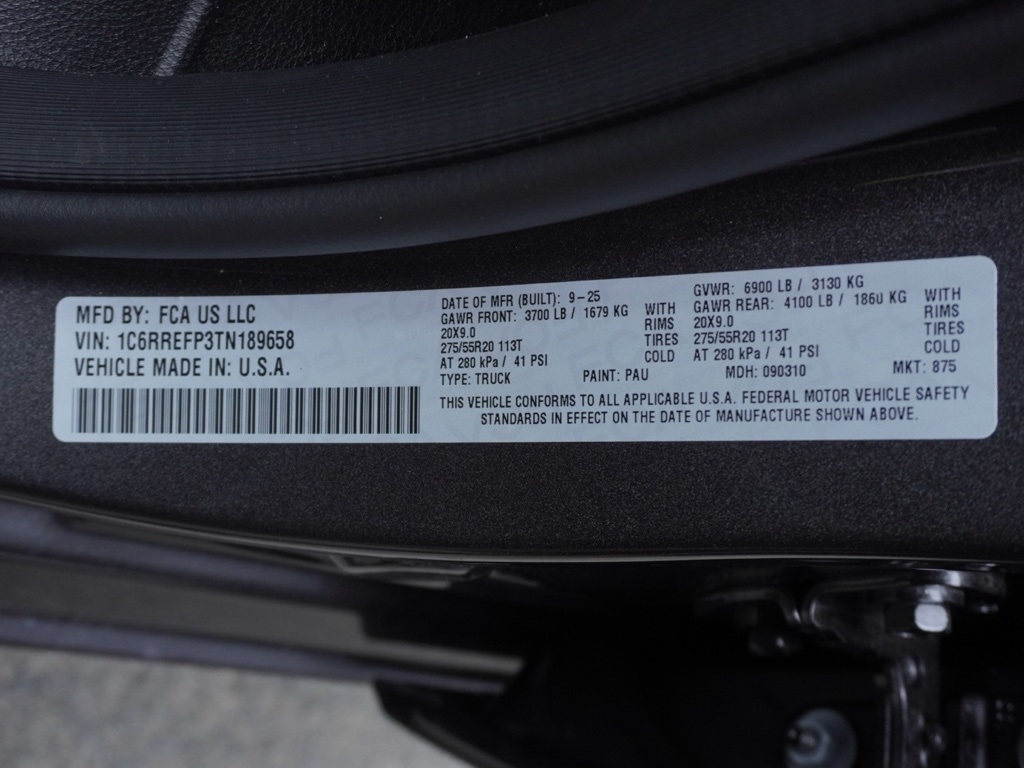 MFD BY: FCA US LLC
VIN: 1C6RREFP3TN189658
VEHICLE MADE IN: U.S.A.
DATE OF MFR (BUILT): 9-25
GAWR FRONT: 3700 LB / 1679 KG WITH
20X9.0 RIMS
275/55R20 113T TIRES
AT 280 kPa / 41 PSI COLD
GVWR: 6900 LB / 3130 KG
GAWR REAR: 4100 LB / 1860 KG WITH
20X9.0 RIMS
275/55R20 113T TIRES
AT 280 kPa / 41 PSI COLD
TYPE: TRUCK PAINT: PAU MDH: 090310 MKT: 875
THIS VEHICLE CONFORMS TO ALL APPLICABLE U.S.A. FEDERAL MOTOR VEHICLE SAFETY
STANDARDS IN EFFECT ON THE DATE OF MANUFACTURE SHOWN ABOVE.